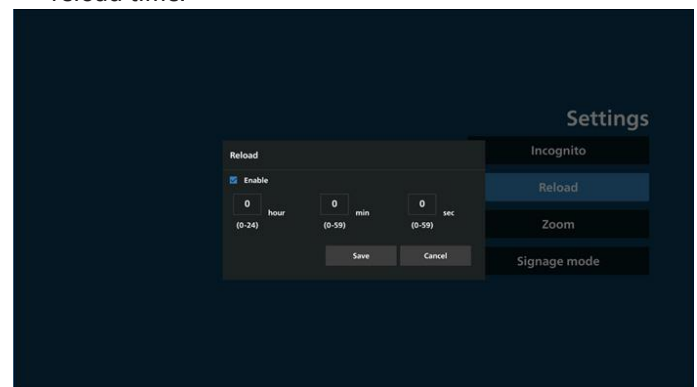 reload time.
Settings
Incognito
Reload
Zoom
Signage mode
Reload
Enable
0 hour 0 min 0 sec
(0-24) (0-59) (0-59)
Save Cancel